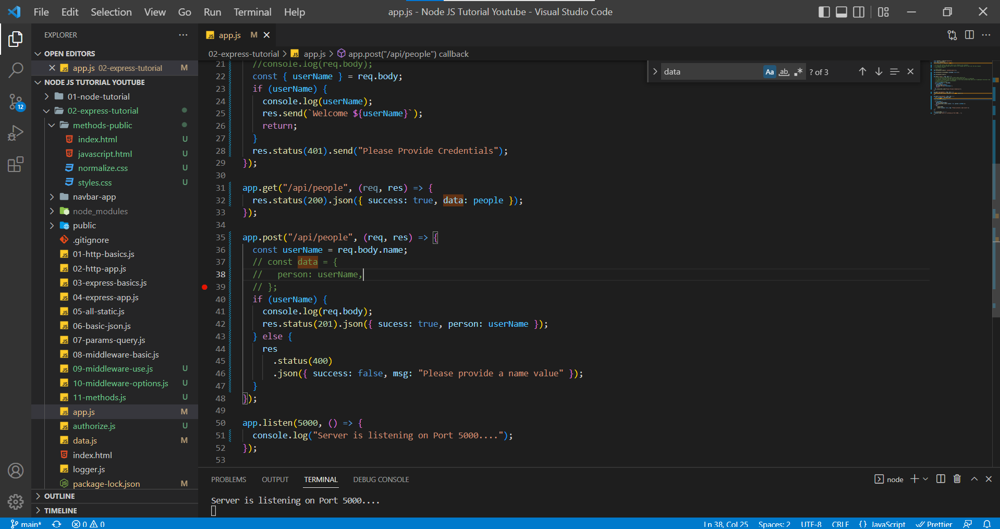 File Edit Selection View Go Run Terminal Help app.js - Node JS Tutorial Youtube - Visual Studio Code
EXPLORER
OPEN EDITORS
app.js 02-express-tutorial M
NODE JS TUTORIAL YOUTUBE
01-node-tutorial
02-express-tutorial
methods-public
index.html U
javascript.html U
normalize.css U
styles.css U
navbar-app
node_modules
public
.gitignore
01-http-basics.js
02-http-app.js
03-express-basics.js
04-express-app.js
05-all-static.js
06-basic-json.js
07-params-query.js
08-middleware-basic.js
09-middleware-use.js U
10-middleware-options.js U
11-methods.js U
app.js M
authorize.js U
data.js M
index.html
logger.js
package-lock.json M
OUTLINE
TIMELINE
12
app.js M
02-express-tutorial > app.js > app.post("/api/people") callback
data Aa ab ? of 3
21 //console.log(req.body);
22 const { userName } = req.body;
23 if (userName) {
24 console.log(userName);
25 res.send(`Welcome ${userName}`);
26 return;
27 }
28 res.status(401).send("Please Provide Credentials");
29 });
30
31 app.get("/api/people", (req, res) => {
32 res.status(200).json({ success: true, data: people });
33 });
34
35 app.post("/api/people", (req, res) => {
36 const userName = req.body.name;
37 // const data = {
38 //   person: userName,
39 // };
40 if (userName) {
41 console.log(req.body);
42 res.status(201).json({ sucess: true, person: userName });
43 } else {
44 res
45 .status(400)
46 .json({ success: false, msg: "Please provide a name value" });
47 }
48 });
49
50 app.listen(5000, () => {
51 console.log("Server is listening on Port 5000....");
52 });
53
PROBLEMS OUTPUT TERMINAL DEBUG CONSOLE node
Server is listening on Port 5000....
main* 0 0 Ln 38, Col 25 Spaces: 2 UTF-8 CRLF {} JavaScript Prettier